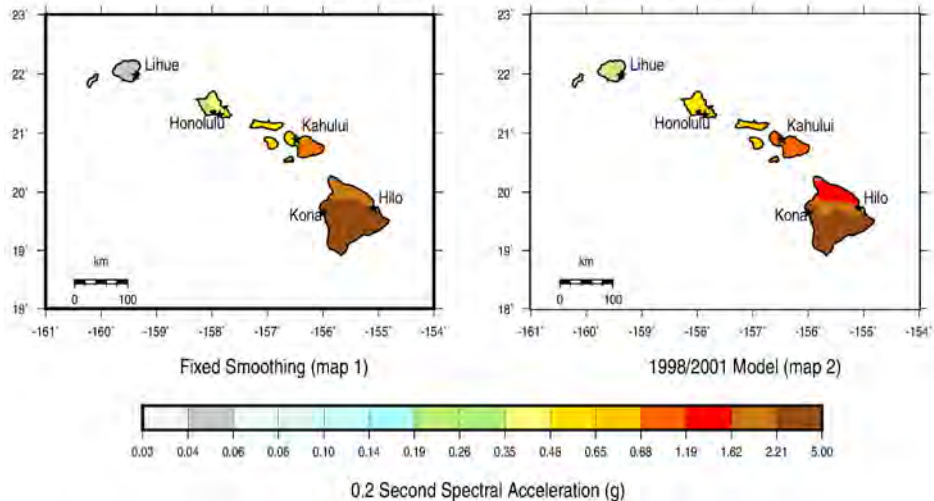 23˚
22˚
21˚
20˚
19˚
18˚
Lihue
Honolulu
Kahului
Kona
Hilo
km
0 100
-161˚ -160˚ -159˚ -158˚ -157˚ -156˚ -155˚ -154˚
Fixed Smoothing (map 1)
23˚
22˚
21˚
20˚
19˚
18˚
Lihue
Honolulu
Kahului
Kona
Hilo
km
0 100
-161˚ -160˚ -159˚ -158˚ -157˚ -156˚ -155˚ -154˚
1998/2001 Model (map 2)
0.03 0.04 0.06 0.08 0.10 0.14 0.19 0.26 0.35 0.48 0.65 0.88 1.19 1.62 2.21 5.00
0.2 Second Spectral Acceleration (g)